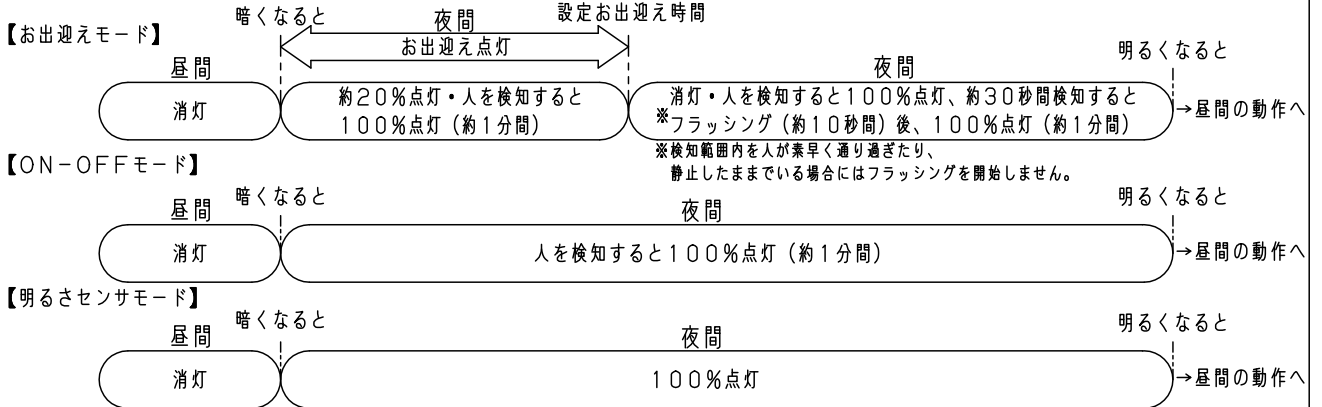 暗くなると 夜間 設定お出迎え時間
【お出迎えモード】
お出迎え点灯
明るくなると
昼間 夜間
消灯
約20%点灯・人を検知すると
100%点灯(約1分間)
消灯・人を検知すると100%点灯、約30秒間検知すると
※フラッシング(約10秒間)後、100%点灯(約1分間)
→昼間の動作へ
※検知範囲内を人が素早く通り過ぎたり、
静止したままでいる場合にはフラッシングを開始しません。
【ON-OFFモード】
昼間 暗くなると 夜間 明るくなると
消灯 人を検知すると100%点灯(約1分間) →昼間の動作へ
【明るさセンサモード】
昼間 暗くなると 夜間 明るくなると
消灯 100%点灯 →昼間の動作へ